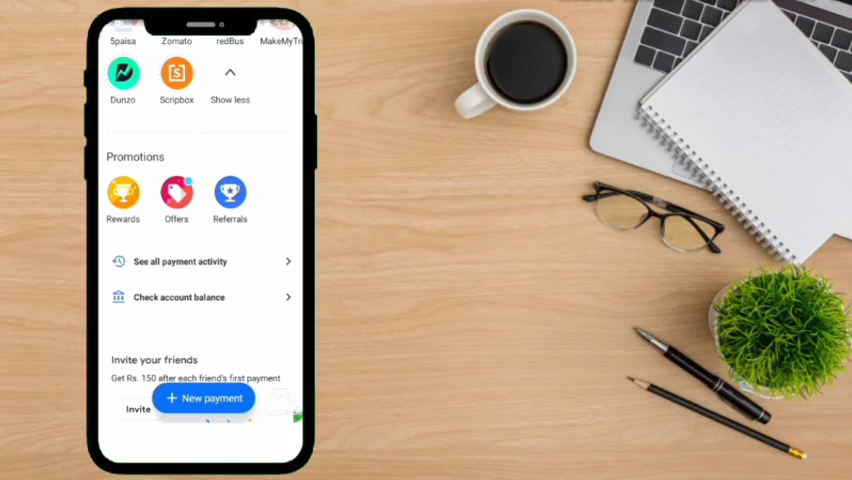 5paisa Zomato redBus MakeMyTri
Dunzo Scripbox Show less
Promotions
Rewards Offers Referrals
See all payment activity
Check account balance
Invite your friends
Get Rs. 150 after each friend's first payment
+ New payment
Invite